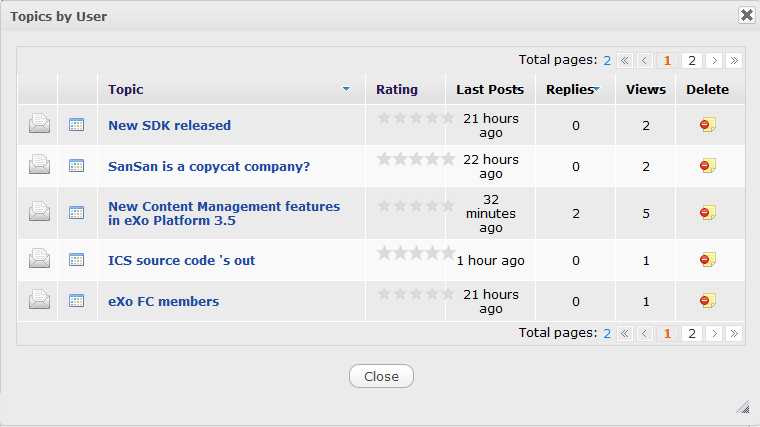 Topics by User
Total pages: 2 « < 1 2 > »
Topic Rating Last Posts Replies Views Delete
New SDK released 21 hours ago 0 2
SanSan is a copycat company? 22 hours ago 0 2
New Content Management features in eXo Platform 3.5 32 minutes ago 2 5
ICS source code 's out 1 hour ago 0 1
eXo FC members 21 hours ago 0 1
Total pages: 2 « < 1 2 > »
Close